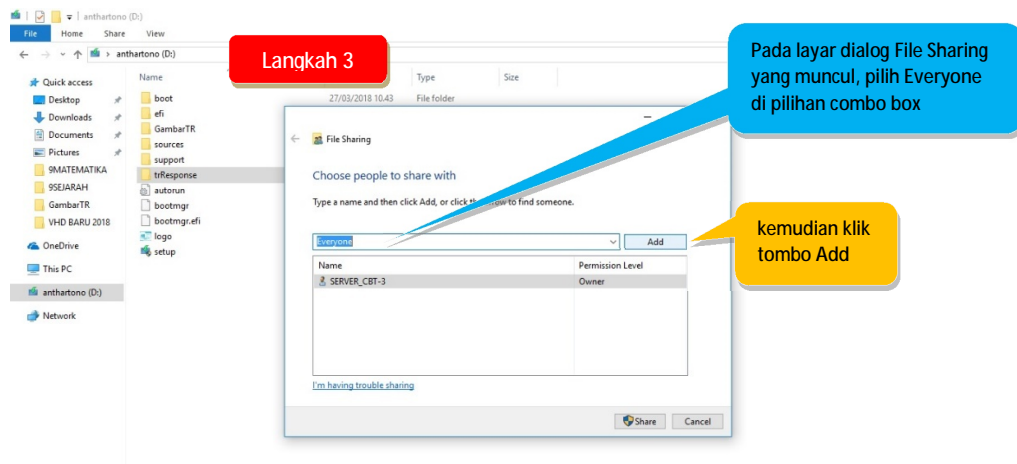 anthartono (D:)
File Home Share View
anthartono (D:)
Langkah 3
Pada layar dialog File Sharing
yang muncul, pilih Everyone
di pilihan combo box
Quick access
Desktop
Downloads
Documents
Pictures
9MATEMATIKA
9SEJARAH
GambarTR
VHD BARU 2018
OneDrive
This PC
anthartono (D:)
Network
Name Type Size
boot 27/03/2018 10.43 File folder
efi
GambarTR
sources
support
trResponse
autorun
bootmgr
bootmgr.efi
logo
setup
File Sharing
Choose people to share with
Type a name and then click Add, or click to find someone.
Everyone Add
Name Permission Level
SERVER_CBT-3 Owner
I'm having trouble sharing
Share Cancel
kemudian klik
tombo Add